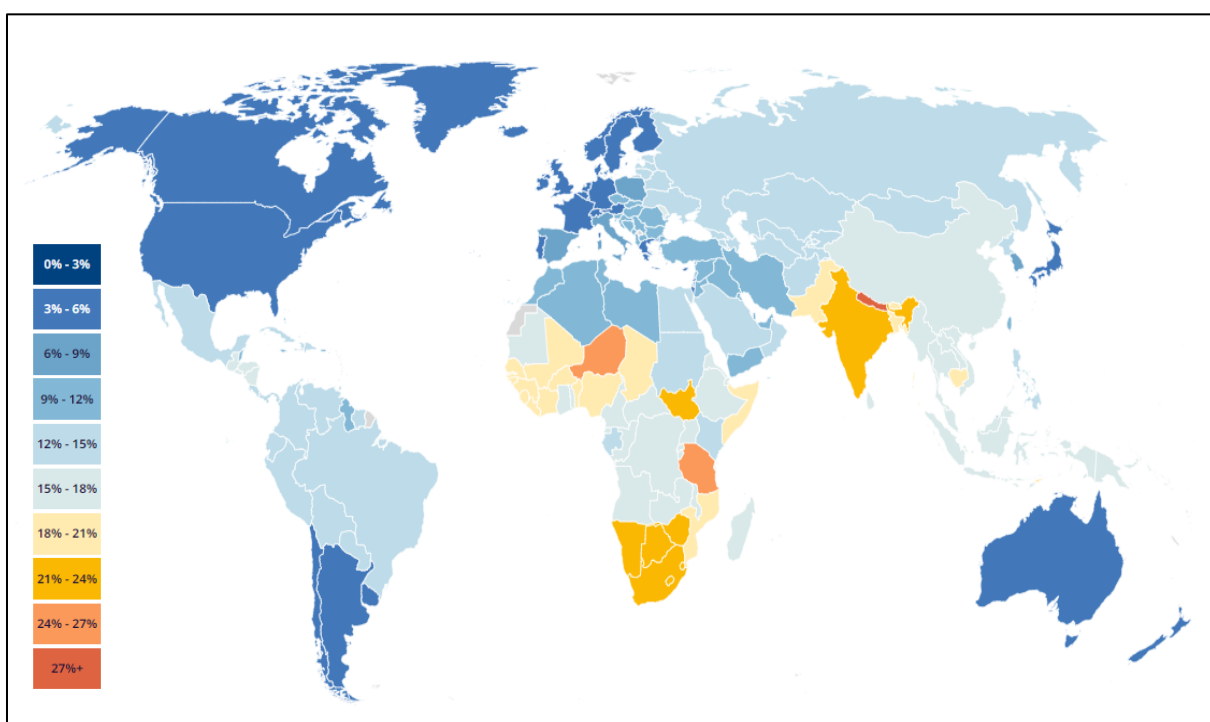 0% - 3%
3% - 6%
6% - 9%
9% - 12%
12% - 15%
15% - 18%
18% - 21%
21% - 24%
24% - 27%
27%+